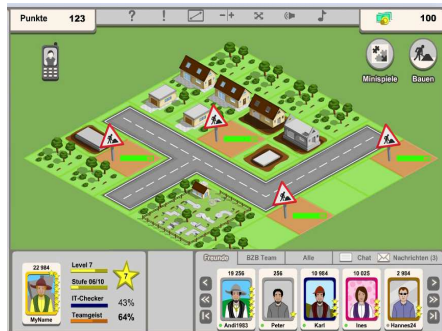 Punkte 123
? ! -|+
100
Minispiele Bauen
22 984
MyName
Level 7
Stufe 06/10
IT-Checker 43%
Teamgeist 64%
7
Freunde BZB Team Alle Chat Nachrichten (3)
19 256 256 10 984 10 025 2 984
Andi1983 Peter Karl Ines Hannes24